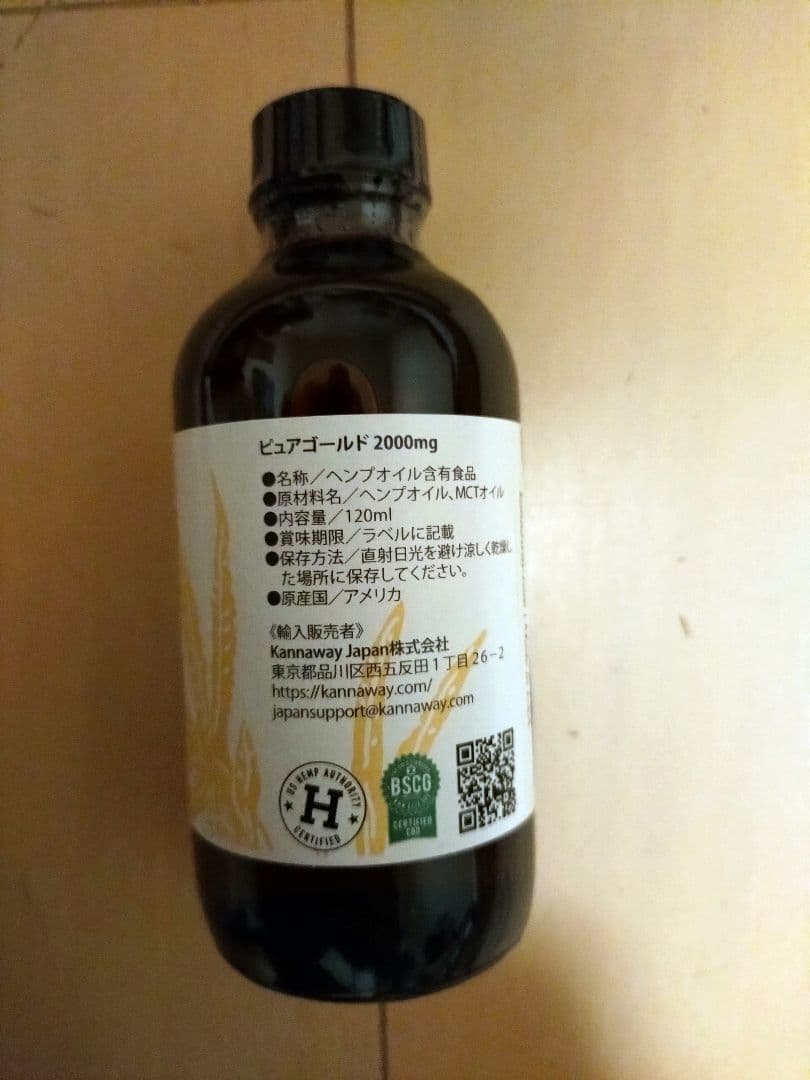 ピュアゴールド 2000mg
●名称／ヘンプオイル含有食品
●原材料名／ヘンプオイル、MCTオイル
●内容量／120ml
●賞味期限／ラベルに記載
●保存方法／直射日光を避け涼しく乾燥し
た場所に保存してください。
●原産国／アメリカ
《輸入販売者》
Kannaway Japan株式会社
東京都品川区西五反田1丁目26-2
https://kannaway.com/
japansupport@kannaway.com
US HEMP AUTHORITY
H
CERTIFIED
BSCG
CERTIFIED
CBD